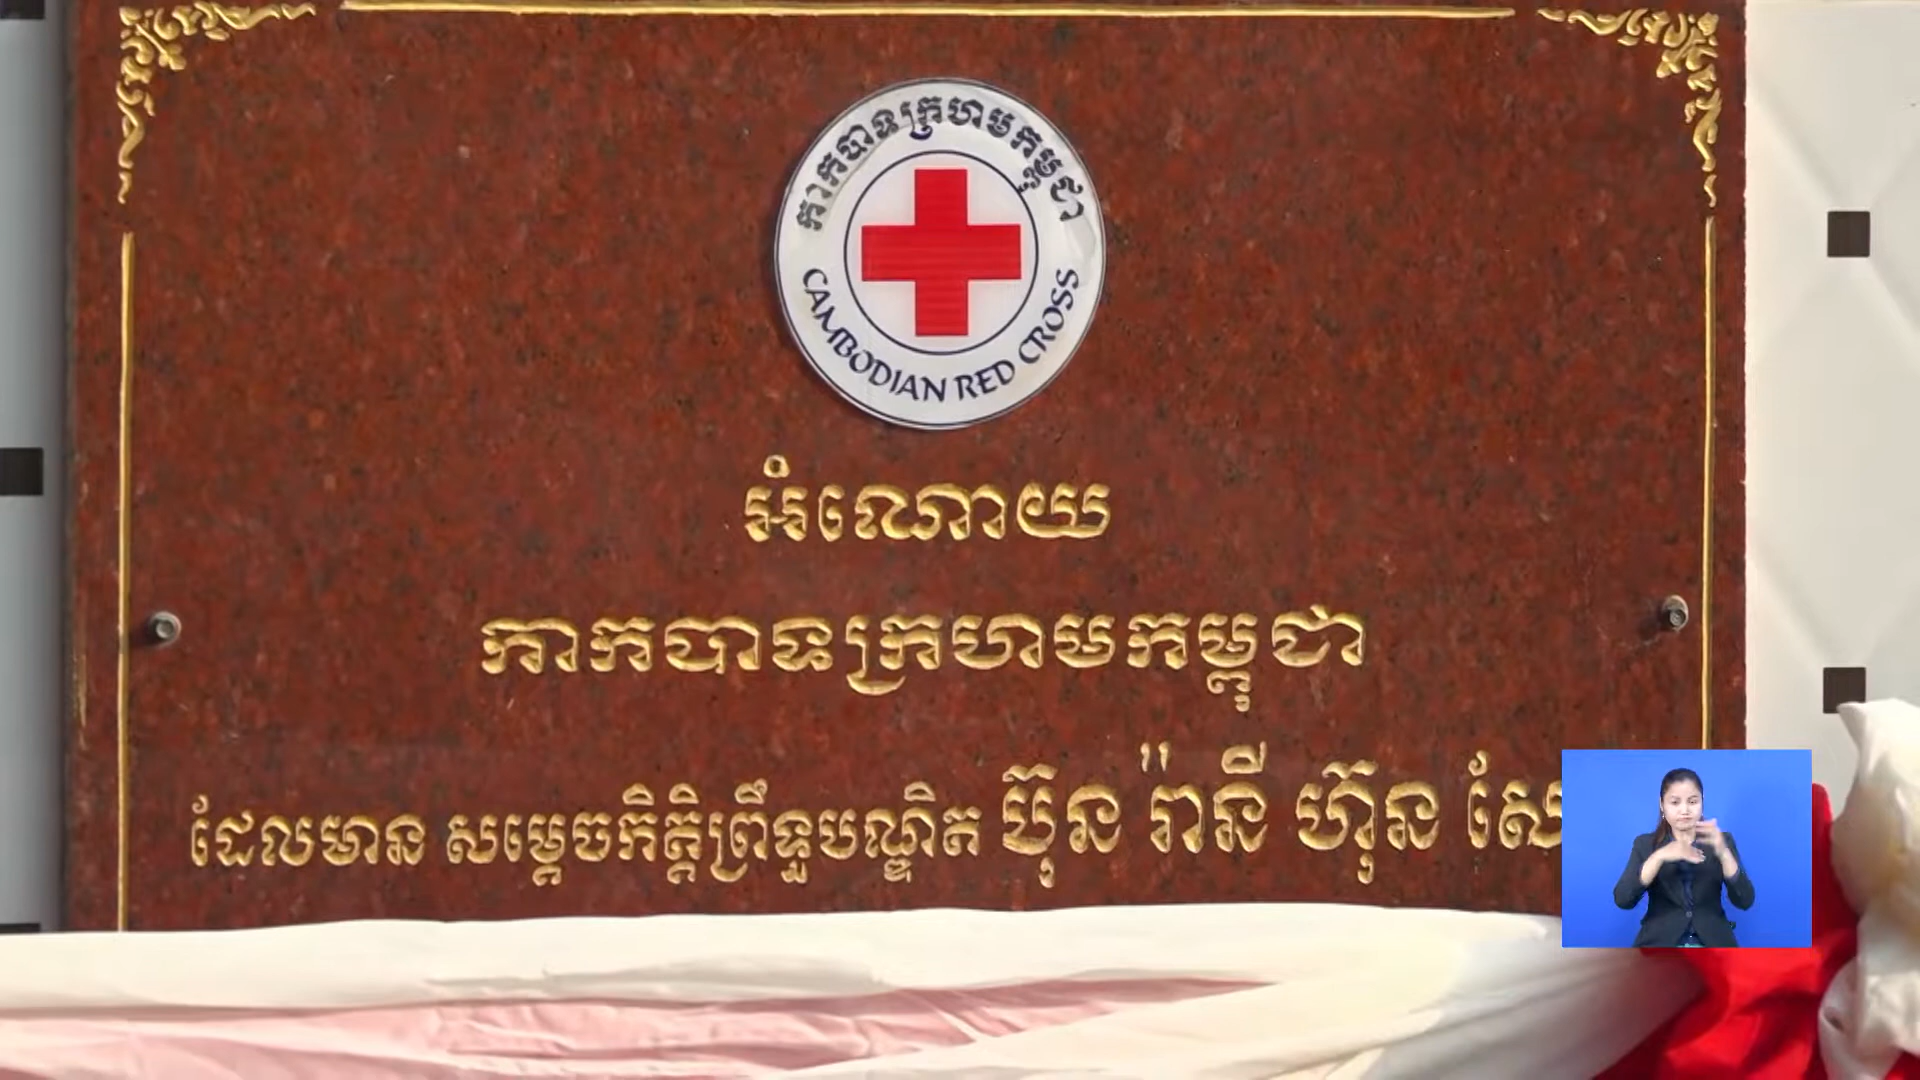 កាកបាទក្រហមកម្ពុជា
CAMBODIAN RED CROSS
អំណោយ
កាកបាទក្រហមកម្ពុជា
ដែលមាន សម្តេចកិត្តិព្រឹទ្ធបណ្ឌិត ប៊ុន រ៉ានី ហ៊ុន សែ